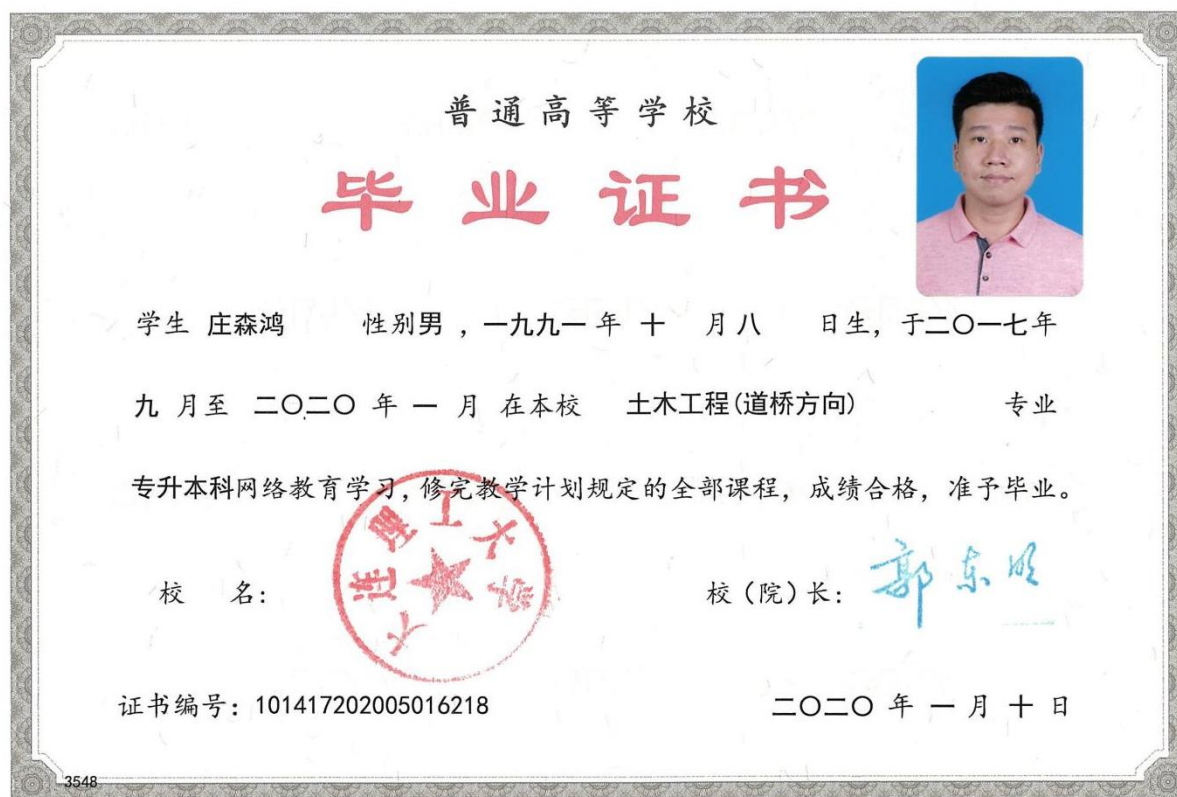 普通高等学校
毕业证书
学生 庄森鸿 性别男 ，一九九一 年 十 月 八 日生，于二〇一七年
九 月至 二〇二〇 年 一 月 在本校 土木工程(道桥方向) 专业
专升本科网络教育学习，修完教学计划规定的全部课程，成绩合格，准予毕业。
大连理工大学
校 名：
校（院）长： 郭东明
证书编号：101417202005016218
二〇二〇 年 一 月 十 日
3548